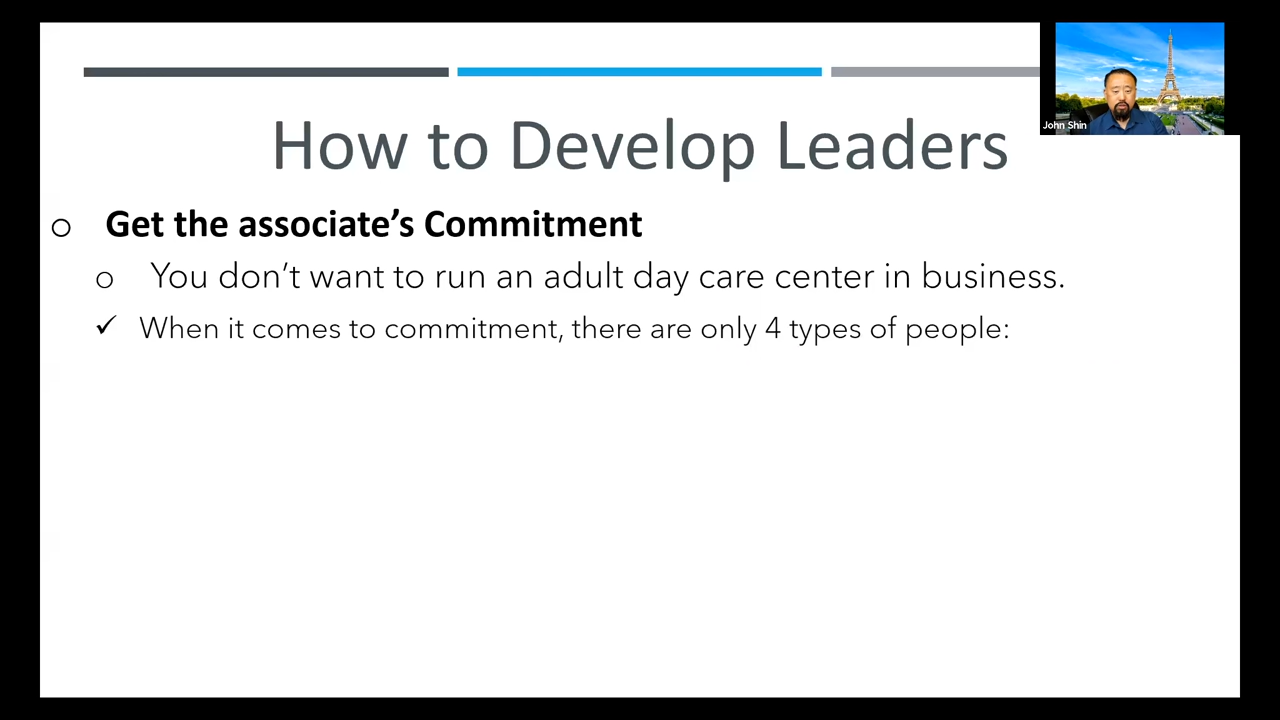 How to Develop Leaders
John Shin
o Get the associate’s Commitment
o You don’t want to run an adult day care center in business.
✓ When it comes to commitment, there are only 4 types of people: